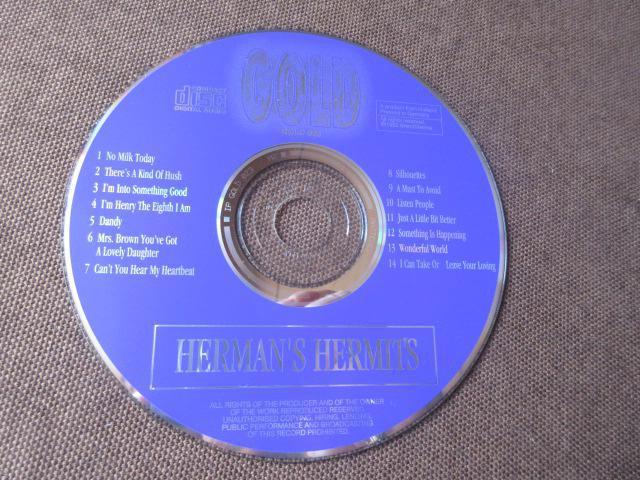 GOLD
COMPACT
disc
DIGITAL AUDIO
1 No Milk Today
2 There's A Kind Of Hush
3 I'm Into Something Good
4 I'm Henry The Eighth I Am
5 Dandy
6 Mrs. Brown You've Got
A Lovely Daughter
7 Can't You Hear My Heartbeat
8 Silhouettes
9 A Must To Avoid
10 Listen People
11 Just A Little Bit Better
12 Something Is Happening
13 Wonderful World
14 I Can Take Or Leave Your Loving
HERMAN'S HERMITS
ALL RIGHTS OF THE PRODUCER AND OF THE OWNER
OF THE WORK REPRODUCED RESERVED.
UNAUTHORISED COPYING, HIRING, LENDING,
PUBLIC PERFORMANCE AND BROADCASTING
OF THIS RECORD PROHIBITED.